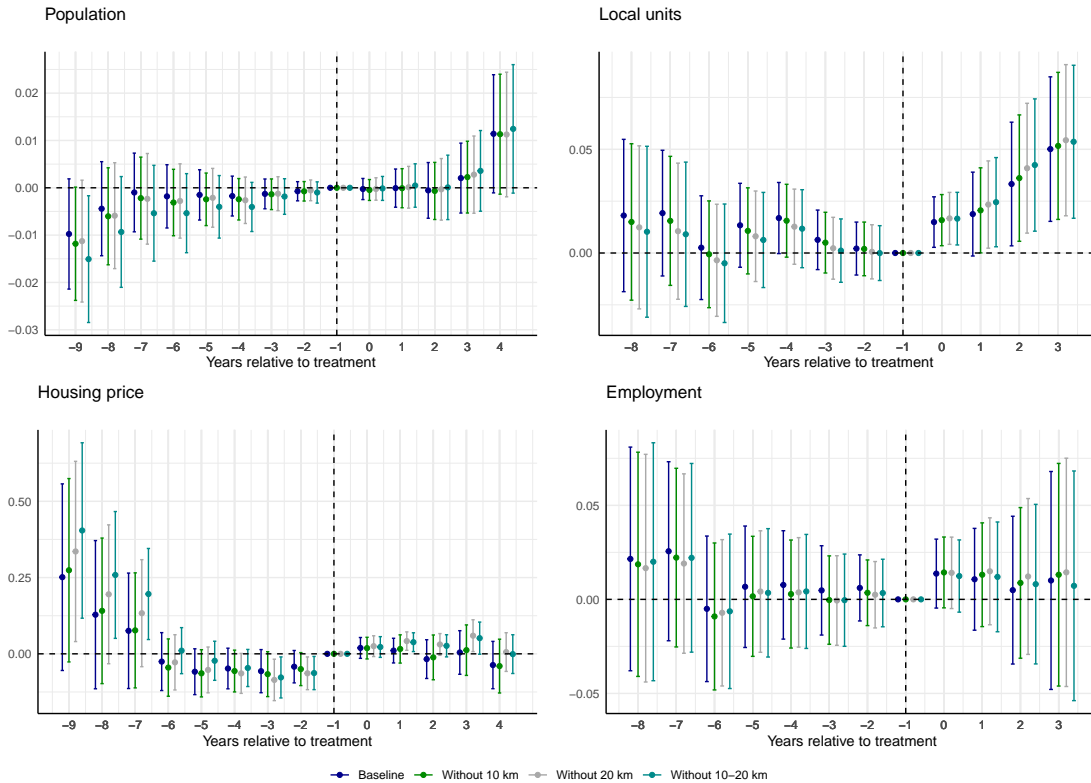 Population
0.02
0.01
0.00
−0.01
−0.02
−0.03
−9 −8 −7 −6 −5 −4 −3 −2 −1 0 1 2 3 4
Years relative to treatment
Local units
0.05
0.00
−8 −7 −6 −5 −4 −3 −2 −1 0 1 2 3
Years relative to treatment
Housing price
0.50
0.25
0.00
−9 −8 −7 −6 −5 −4 −3 −2 −1 0 1 2 3 4
Years relative to treatment
Employment
0.05
0.00
−0.05
−8 −7 −6 −5 −4 −3 −2 −1 0 1 2 3
Years relative to treatment
Baseline Without 10 km Without 20 km Without 10−20 km